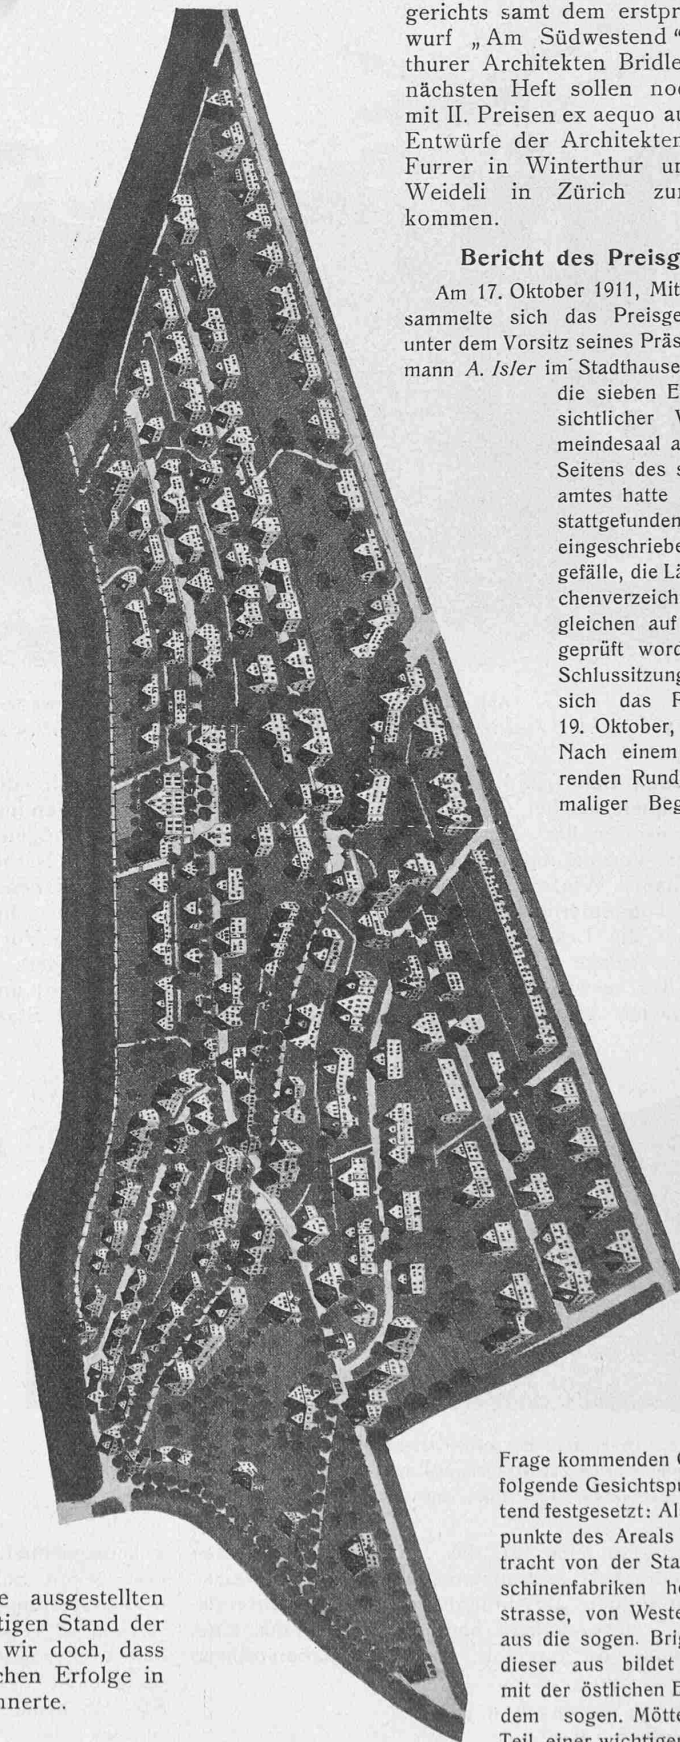 gerichts samt dem erstpr
wurf „Am Südwestend“
thurer Architekten Bridle
nächsten Heft sollen noc
mit II. Preisen ex aequo au
Entwürfe der Architekten
Furrer in Winterthur un
Weideli in Zürich zur
kommen.
Bericht des Preisg
Am 17. Oktober 1911, Mit
sammelte sich das Preisge
unter dem Vorsitz seines Präs
mann A. Isler im Stadthause
die sieben E
sichtlicher V
meindesaal a
Seitens des s
amtes hatte
stattgefunden
eingeschriebe
gefälle, die Lä
chenverzeich
gleichen auf
geprüft word
Schlussitzung
sich das P
19. Oktober,
Nach einem
renden Rund
maliger Beg
Frage kommenden G
folgende Gesichtspu
tend festgesetzt: Al
punkte des Areals
tracht von der Sta
schinenfabriken he
strasse, von Weste
aus die sogen. Brig
dieser aus bildet
mit der östlichen E
dem sogen. Mötte
Teil einer wichtigen
e ausgestellten
tigen Stand der
wir doch, dass
chen Erfolge in
nnerte.